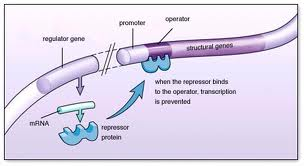 promoter
operator
regulator gene
structural genes
when the repressor binds
to the operator, transcription
is prevented
mRNA
repressor
protein